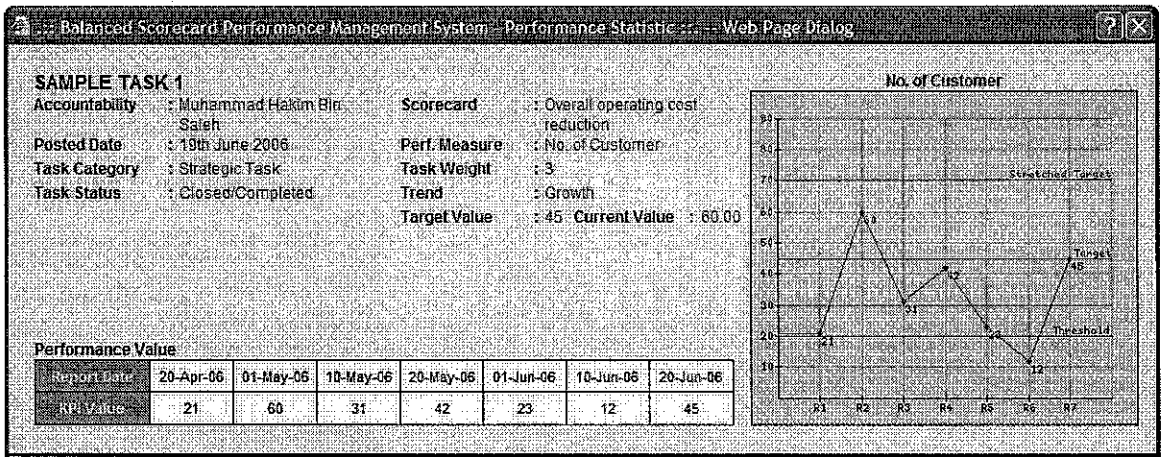 ::: Balanced Scorecard Performance Management System - Performance Statistic ::: -- Web Page Dialog
SAMPLE TASK 1
Accountability : Muhammad Hakim Bin Saleh
Scorecard : Overall operating cost reduction
Posted Date : 19th June 2006
Perf. Measure : No. of Customer
Task Category : Strategic Task
Task Weight : 3
Task Status : Closed/Completed
Trend : Growth
Target Value : 45 Current Value : 60.00
Performance Value
Report Date 20-Apr-06 01-May-06 10-May-06 20-May-06 01-Jun-06 10-Jun-06 20-Jun-06
KPI Value 21 60 31 42 23 12 45
No. of Customer
90
80
70
60
50
40
30
20
10
Stretched Target
Target
Threshold
21
60
31
42
23
12
45
R1 R2 R3 R4 R5 R6 R7